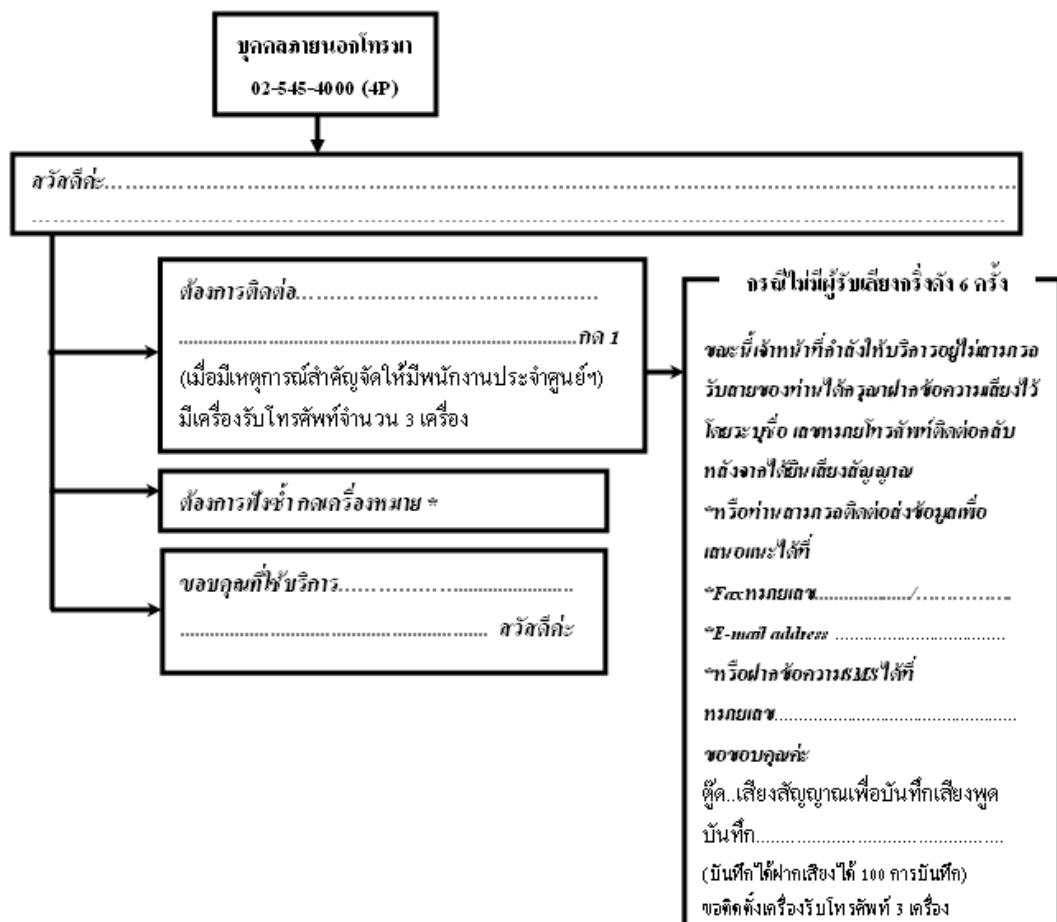 บุคคลภายนอกโทรมา
02-545-4000 (4P)
สวัสดีค่ะ............................................................
............................................................
ต้องการติดต่อ............................................................
............................................................กด 1
(เมื่อมีเหตุการณ์สำคัญจัดให้มีพนักงานประจำศูนย์ฯ)
มีเครื่องรับโทรศัพท์จำนวน 3 เครื่อง
ต้องการฟังซ้ำ กดเครื่องหมาย *
ขอบคุณที่ใช้บริการ............................................................
............................................................ สวัสดีค่ะ
กรณีไม่มีผู้รับเสียงกริ่งดัง 6 ครั้ง
ขณะนี้เจ้าหน้าที่กำลังให้บริการอยู่ไม่สามารถ
รับสายของท่านได้กรุณาฝากข้อความเสียงไว้
โดยระบุชื่อ เลขหมายโทรศัพท์ติดต่อกลับ
หลังจากได้ยินเสียงสัญญาณ
*หรือท่านสามารถติดต่อส่งข้อมูลเพื่อ
เสนอแนะได้ที่
*Faxหมายเลข..................../................
*E-mail address ...................................
*หรือฝากข้อความSMSได้ที่
หมายเลข..................................................
ขอขอบคุณค่ะ
ตู๊ด..เสียงสัญญาณเพื่อบันทึกเสียงพูด
บันทึก..................................................
(บันทึกได้ฝากเสียงได้ 100 การบันทึก)
ขอติดตั้งเครื่องรับโทรศัพท์ 3 เครื่อง